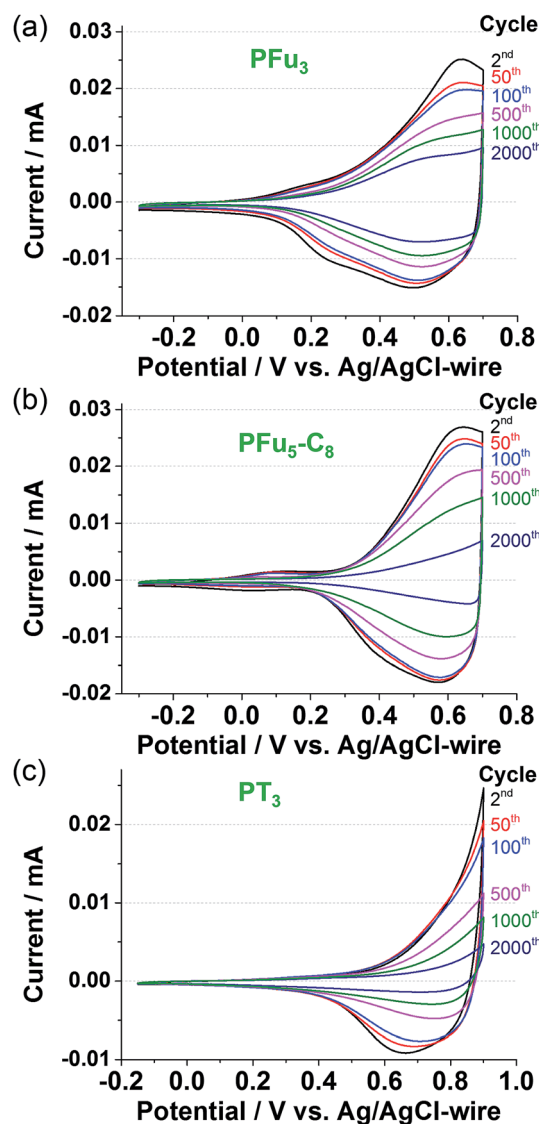 (a)
Cycle
0.03
PFu₃
2ⁿᵈ
50ᵗʰ
100ᵗʰ
500ᵗʰ
1000ᵗʰ
2000ᵗʰ
0.02
0.01
0.00
-0.01
-0.02
Current / mA
-0.2 0.0 0.2 0.4 0.6 0.8
Potential / V vs. Ag/AgCl-wire
(b)
Cycle
0.03
PFu₅-C₈
2ⁿᵈ
50ᵗʰ
100ᵗʰ
500ᵗʰ
1000ᵗʰ
2000ᵗʰ
0.02
0.01
0.00
-0.01
-0.02
Current / mA
-0.2 0.0 0.2 0.4 0.6 0.8
Potential / V vs. Ag/AgCl-wire
(c)
Cycle
PT₃
2ⁿᵈ
50ᵗʰ
100ᵗʰ
500ᵗʰ
1000ᵗʰ
2000ᵗʰ
0.02
0.01
0.00
-0.01
Current / mA
-0.2 0.0 0.2 0.4 0.6 0.8 1.0
Potential / V vs. Ag/AgCl-wire